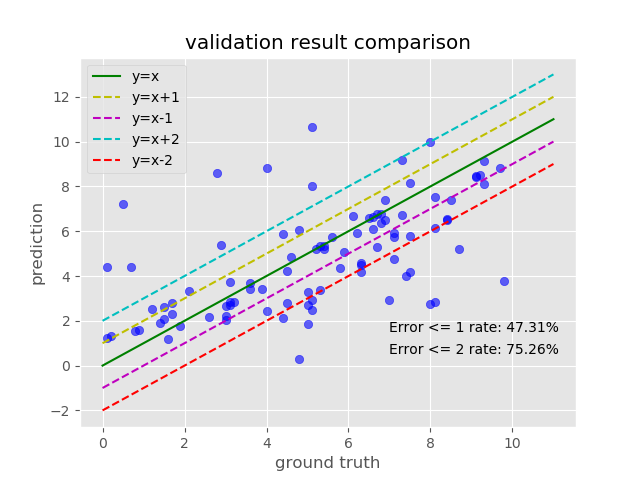 validation result comparison
y=x
y=x+1
y=x-1
y=x+2
y=x-2
12
10
8
6
4
2
0
−2
prediction
Error <= 1 rate: 47.31%
Error <= 2 rate: 75.26%
0 2 4 6 8 10
ground truth